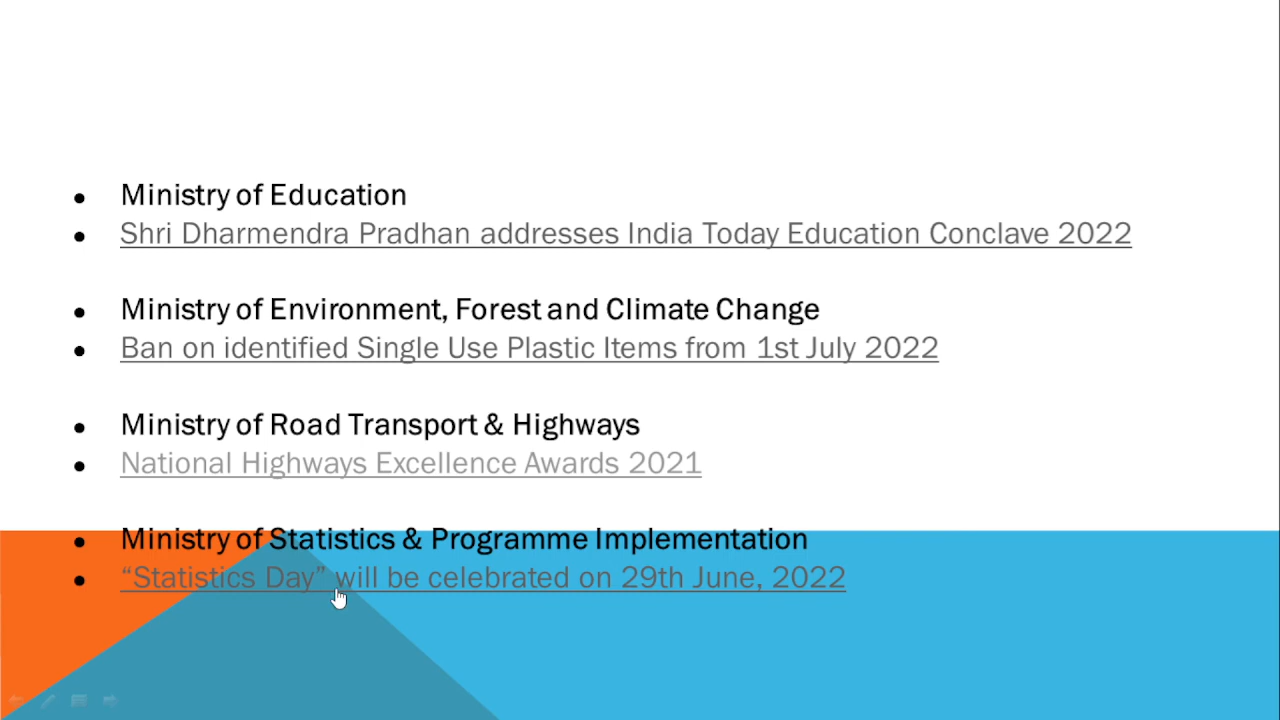 Ministry of Education
Shri Dharmendra Pradhan addresses India Today Education Conclave 2022
Ministry of Environment, Forest and Climate Change
Ban on identified Single Use Plastic Items from 1st July 2022
Ministry of Road Transport & Highways
National Highways Excellence Awards 2021
Ministry of Statistics & Programme Implementation
“Statistics Day” will be celebrated on 29th June, 2022